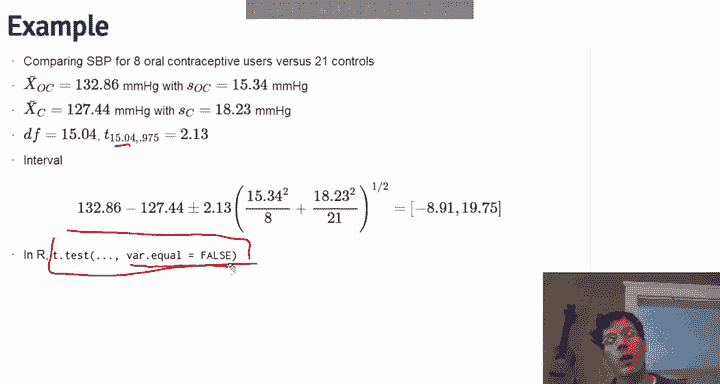 Example
· Comparing SBP for 8 oral contraceptive users versus 21 controls
· X̄_OC = 132.86 mmHg with s_OC = 15.34 mmHg
· X̄_C = 127.44 mmHg with s_C = 18.23 mmHg
· df = 15.04, t_15.04,.975 = 2.13
· Interval
132.86 − 127.44 ± 2.13 (15.34²/8 + 18.23²/21)^1/2 = [−8.91, 19.75]
· In R, t.test(..., var.equal = FALSE)